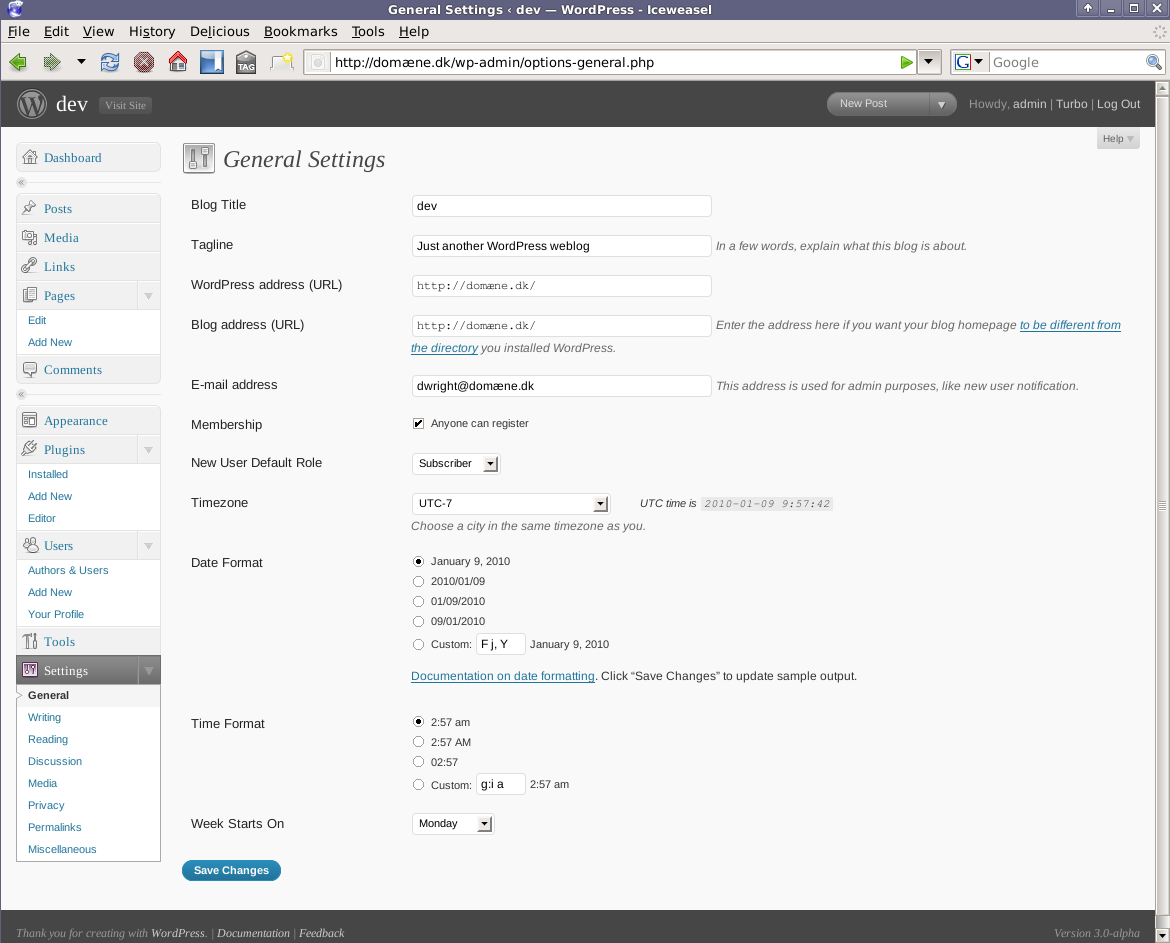 General Settings ‹ dev — WordPress - Iceweasel
File Edit View History Delicious Bookmarks Tools Help
TAG http://domæne.dk/wp-admin/options-general.php G Google
dev Visit Site New Post Howdy, admin | Turbo | Log Out
Help
Dashboard
Posts
Media
Links
Pages
Edit
Add New
Comments
Appearance
Plugins
Installed
Add New
Editor
Users
Authors & Users
Add New
Your Profile
Tools
Settings
General
Writing
Reading
Discussion
Media
Privacy
Permalinks
Miscellaneous
General Settings
Blog Title dev
Tagline Just another WordPress weblog In a few words, explain what this blog is about.
WordPress address (URL) http://domæne.dk/
Blog address (URL) http://domæne.dk/ Enter the address here if you want your blog homepage to be different from
the directory you installed WordPress.
E-mail address dwright@domæne.dk This address is used for admin purposes, like new user notification.
Membership Anyone can register
New User Default Role Subscriber
Timezone UTC-7 UTC time is 2010-01-09 9:57:42
Choose a city in the same timezone as you.
Date Format January 9, 2010
2010/01/09
01/09/2010
09/01/2010
Custom: F j, Y January 9, 2010
Documentation on date formatting. Click “Save Changes” to update sample output.
Time Format 2:57 am
2:57 AM
02:57
Custom: g:i a 2:57 am
Week Starts On Monday
Save Changes
Thank you for creating with WordPress. | Documentation | Feedback Version 3.0-alpha